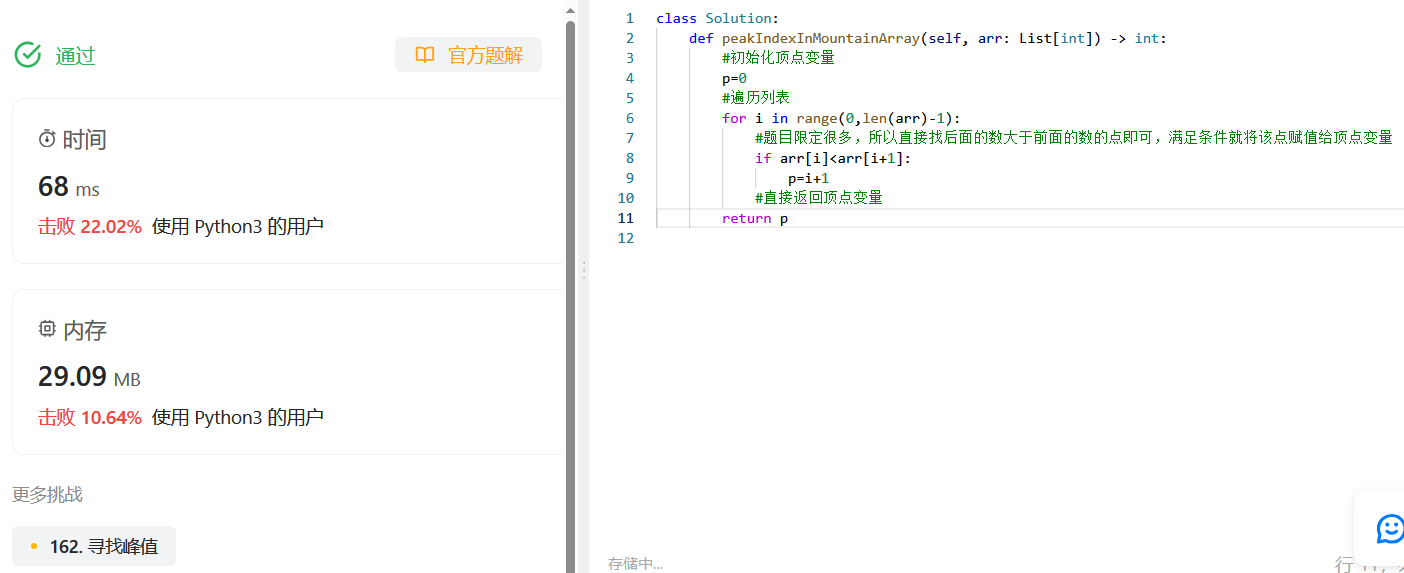 通过
官方题解
时间
68 ms
击败 22.02% 使用 Python3 的用户
内存
29.09 MB
击败 10.64% 使用 Python3 的用户
更多挑战
162. 寻找峰值
1 class Solution:
2 def peakIndexInMountainArray(self, arr: List[int]) -> int:
3 #初始化顶点变量
4 p=0
5 #遍历列表
6 for i in range(0,len(arr)-1):
7 #题目限定很多，所以直接找后面的数大于前面的数的点即可，满足条件就将该点赋值给顶点变量
8 if arr[i]<arr[i+1]:
9 p=i+1
10 #直接返回顶点变量
11 return p
12
存储中...
行